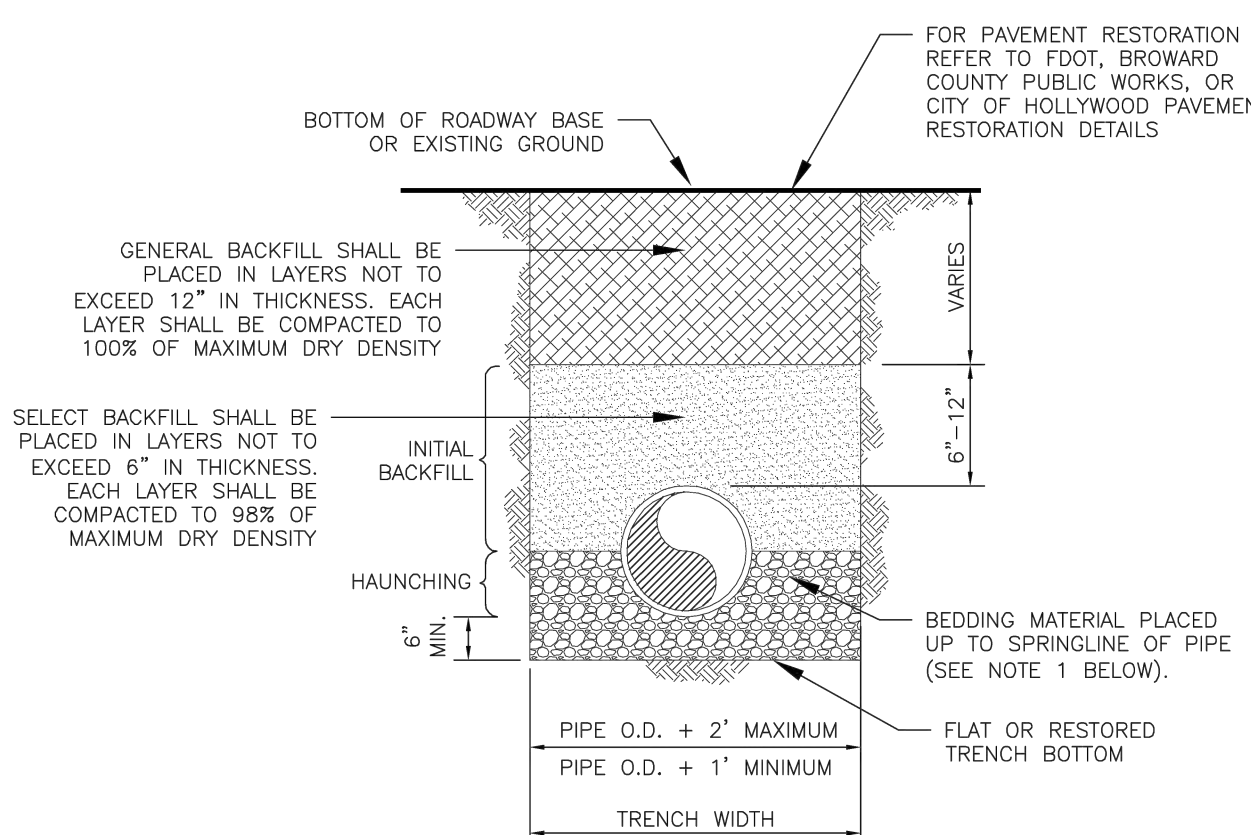 FOR PAVEMENT RESTORATION
REFER TO FDOT, BROWARD
COUNTY PUBLIC WORKS, OR
CITY OF HOLLYWOOD PAVEMEN
RESTORATION DETAILS
BOTTOM OF ROADWAY BASE
OR EXISTING GROUND
GENERAL BACKFILL SHALL BE
PLACED IN LAYERS NOT TO
EXCEED 12” IN THICKNESS. EACH
LAYER SHALL BE COMPACTED TO
100% OF MAXIMUM DRY DENSITY
VARIES
SELECT BACKFILL SHALL BE
PLACED IN LAYERS NOT TO
EXCEED 6” IN THICKNESS.
EACH LAYER SHALL BE
COMPACTED TO 98% OF
MAXIMUM DRY DENSITY
INITIAL
BACKFILL
6”–12”
HAUNCHING
6”
MIN.
BEDDING MATERIAL PLACED
UP TO SPRINGLINE OF PIPE
(SEE NOTE 1 BELOW).
FLAT OR RESTORED
TRENCH BOTTOM
PIPE O.D. + 2’ MAXIMUM
PIPE O.D. + 1’ MINIMUM
TRENCH WIDTH